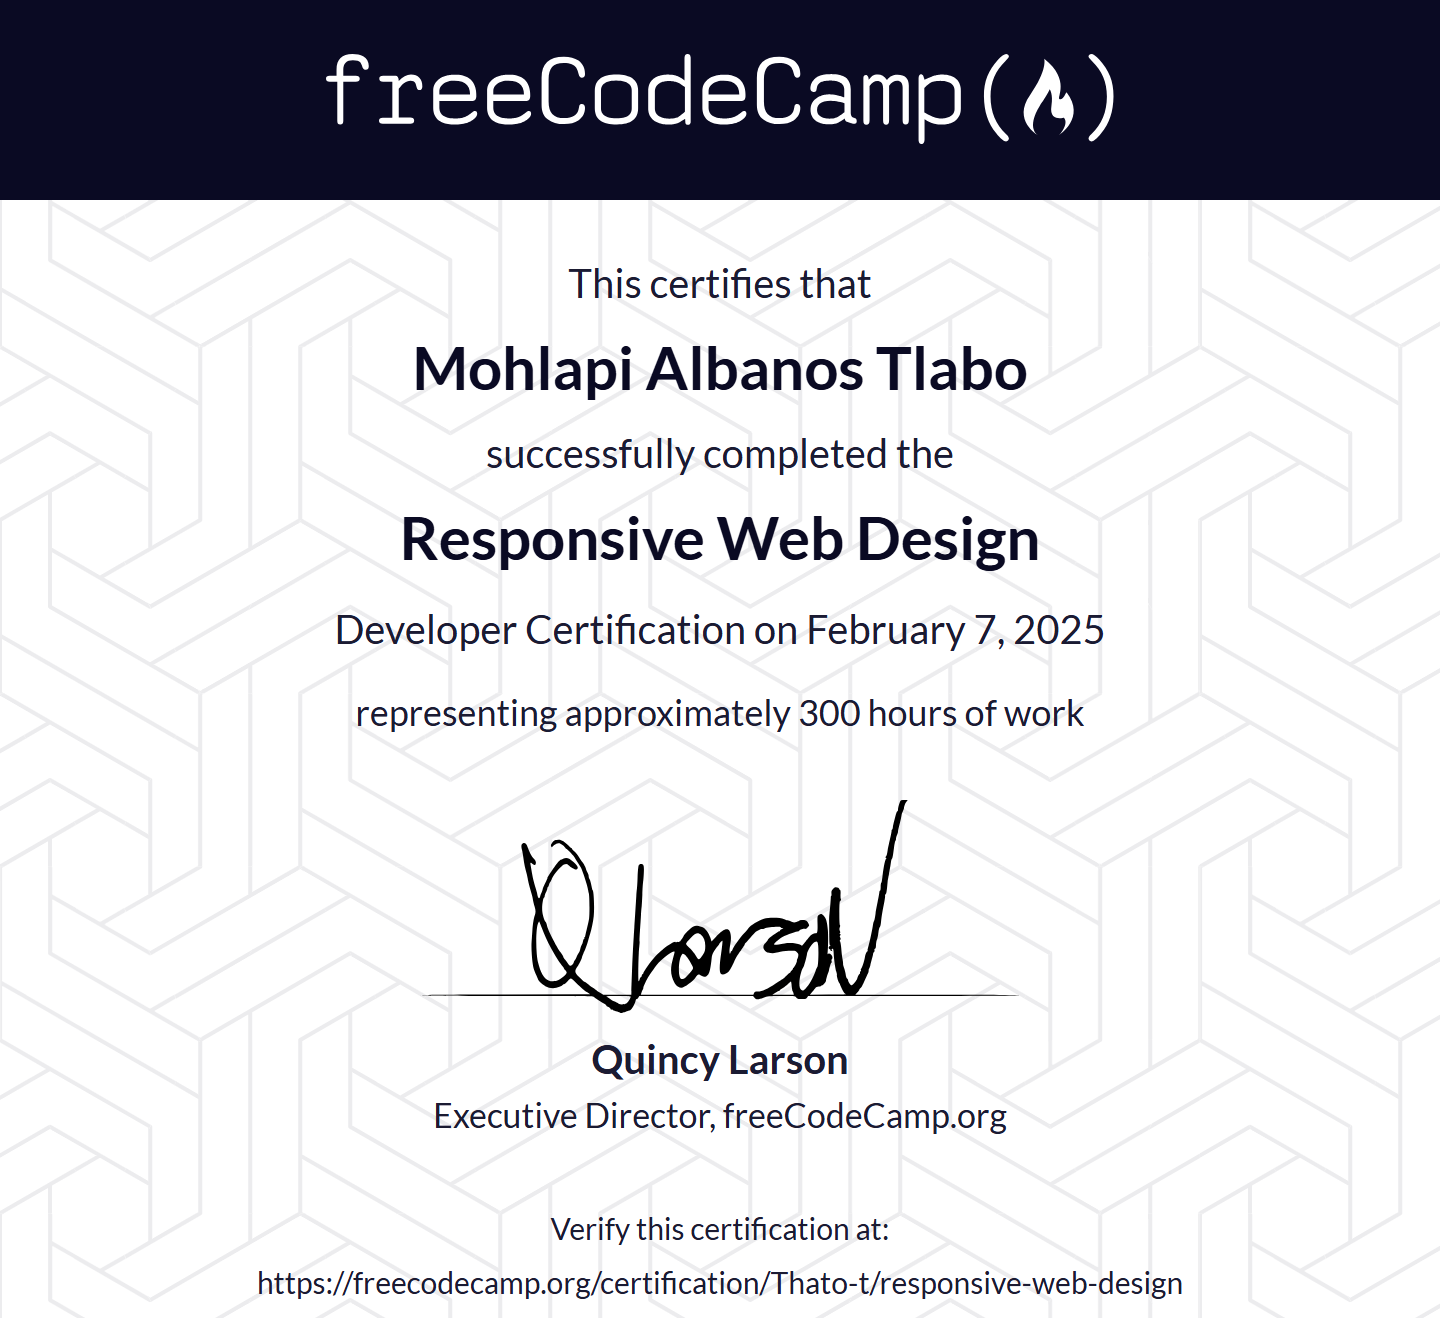 freeCodeCamp(🔥)
This certifies that
Mohlapi Albanos Tlabo
successfully completed the
Responsive Web Design
Developer Certification on February 7, 2025
representing approximately 300 hours of work
QLarson
Quincy Larson
Executive Director, freeCodeCamp.org
Verify this certification at:
https://freecodecamp.org/certification/Thato-t/responsive-web-design